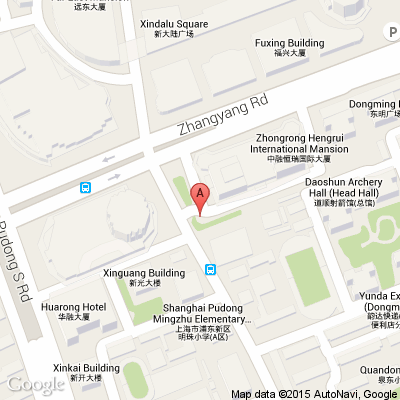 远东大厦
Xindalu Square
新大陆广场
Fuxing Building
福兴大厦
P
Zhangyang Rd
Dongming
东明广场
Zhongrong Hengrui
International Mansion
中融恒瑞国际大厦
A
Daoshun Archery
Hall (Head Hall)
道顺射箭馆(总馆)
Pudong S Rd
Xinguang Building
新光大楼
Huarong Hotel
华融大厦
Shanghai Pudong
Mingzhu Elementary...
上海市浦东新区
明珠小学(A区)
Yunda Ex
(Dongm
韵达快递
便利店分
Xinkai Building
新开大楼
Quandon
泉东小
Google
Map data ©2015 AutoNavi, Google